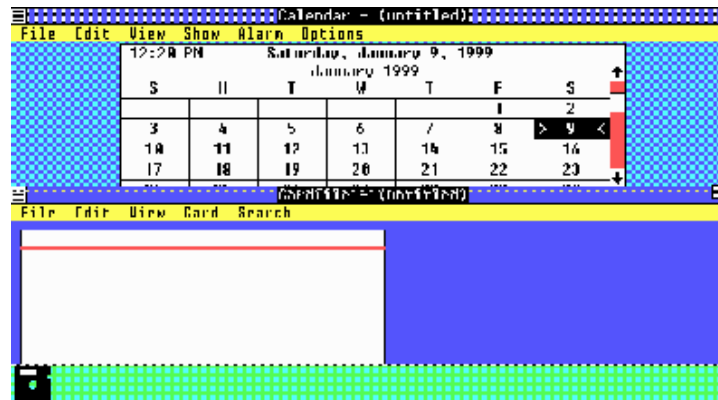 Calendar - (untitled)
File Edit View Show Alarm Options
12:20 PM Saturday, January 9, 1999
January 1999
S M T W T F S
1 2
3 4 5 6 7 8 > 9 <
10 11 12 13 14 15 16
17 18 19 20 21 22 23
Cardfile - (untitled)
File Edit View Card Search